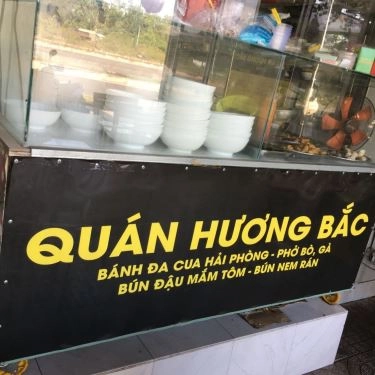 QUÁN HƯƠNG BẮC
BÁNH ĐA CUA HẢI PHÒNG - PHỞ BÒ, GÀ
BÚN ĐẬU MẮM TÔM - BÚN NEM RÁN